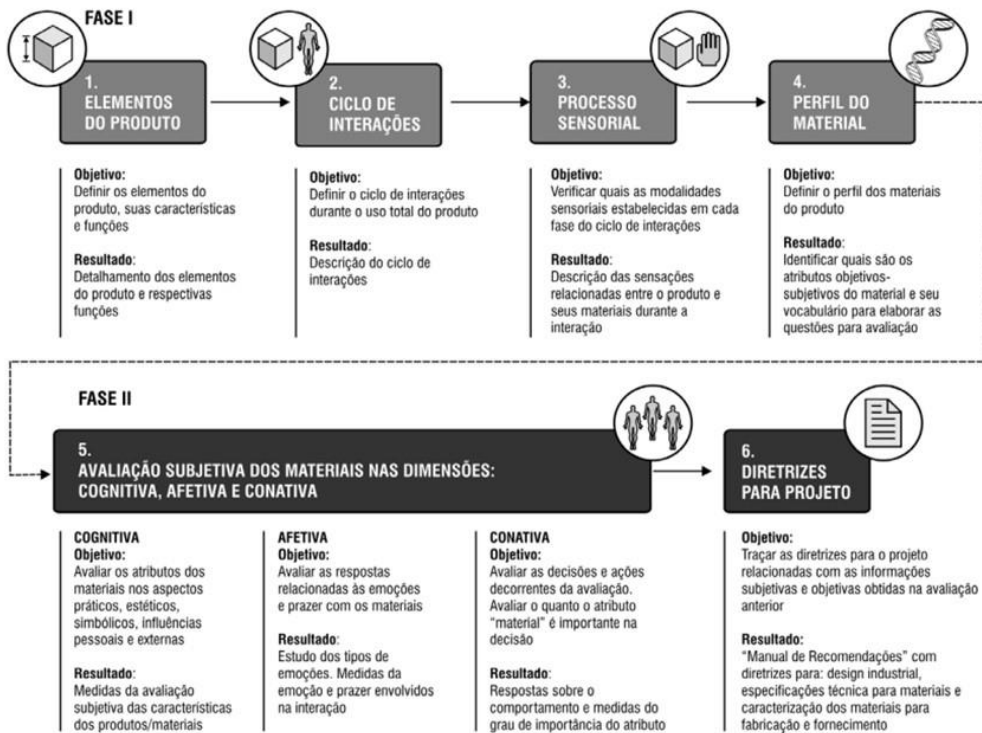 FASE I
1.
ELEMENTOS
DO PRODUTO
Objetivo:
Definir os elementos do
produto, suas características
e funções
Resultado:
Detalhamento dos elementos
do produto e respectivas
funções
2.
CICLO DE
INTERAÇÕES
Objetivo:
Definir o ciclo de interações
durante o uso total do produto
Resultado:
Descrição do ciclo de
interações
3.
PROCESSO
SENSORIAL
Objetivo:
Verificar quais as modalidades
sensoriais estabelecidas em cada
fase do ciclo de interações
Resultado:
Descrição das sensações
relacionadas entre o produto e
seus materiais durante a
interação
4.
PERFIL DO
MATERIAL
Objetivo:
Definir o perfil dos materiais
do produto
Resultado:
Identificar quais são os
atributos objetivos-
subjetivos do material e seu
vocabulário para elaborar as
questões para avaliação
FASE II
5.
AVALIAÇÃO SUBJETIVA DOS MATERIAIS NAS DIMENSÕES:
COGNITIVA, AFETIVA E CONATIVA
COGNITIVA
Objetivo:
Avaliar os atributos dos
materiais nos aspectos
práticos, estéticos,
simbólicos, influências
pessoais e externas
Resultado:
Medidas da avaliação
subjetiva das características
dos produtos/materiais
AFETIVA
Objetivo:
Avaliar as respostas
relacionadas às emoções
e prazer com os materiais
Resultado:
Estudo dos tipos de
emoções. Medidas da
emoção e prazer envolvidos
na interação
CONATIVA
Objetivo:
Avaliar as decisões e ações
decorrentes da avaliação.
Avaliar o quanto o atributo
“material” é importante na
decisão
Resultado:
Respostas sobre o
comportamento e medidas do
grau de importância do atributo
6.
DIRETRIZES
PARA PROJETO
Objetivo:
Traçar as diretrizes para o projeto
relacionadas com as informações
subjetivas e objetivas obtidas na avaliação
anterior
Resultado:
“Manual de Recomendações” com
diretrizes para: design industrial,
especificações técnica para materiais e
caracterização dos materiais para
fabricação e fornecimento